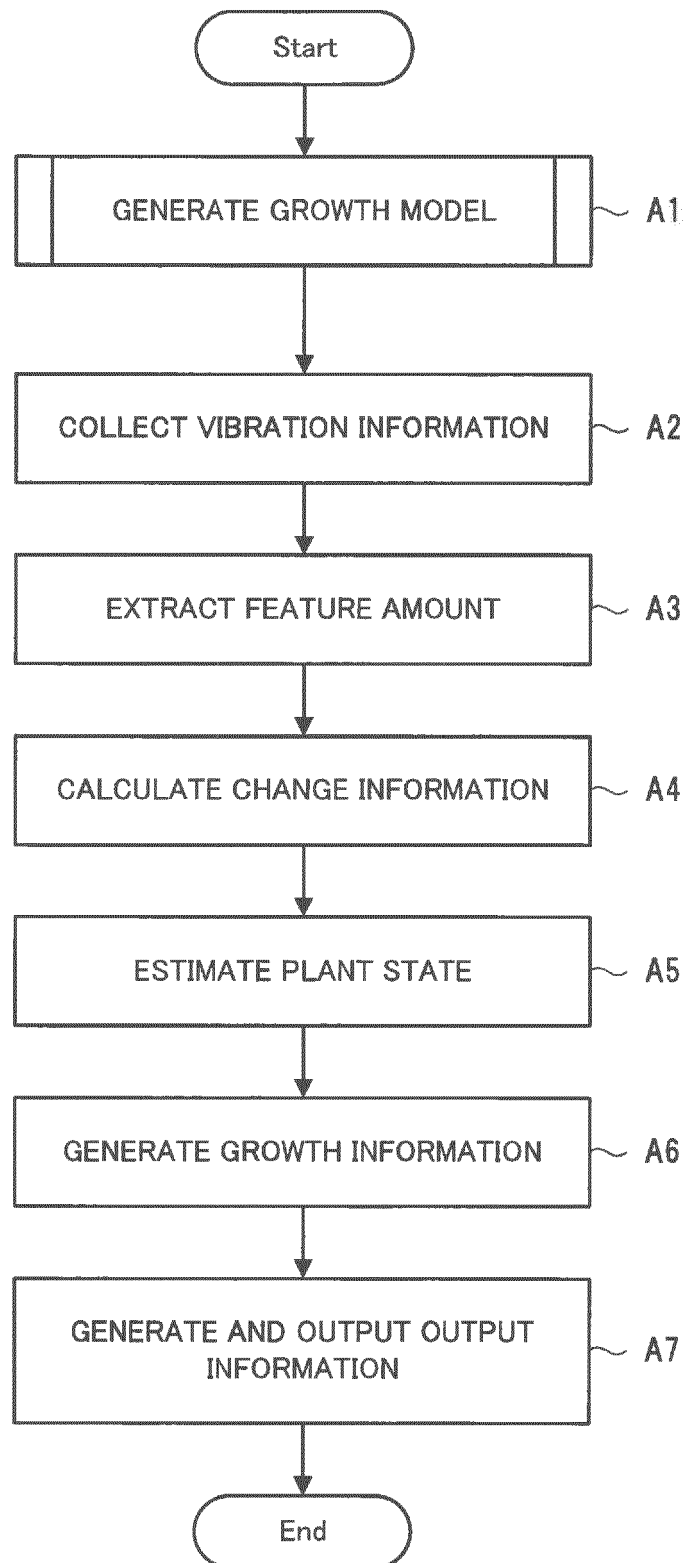 Start
GENERATE GROWTH MODEL
A1
COLLECT VIBRATION INFORMATION
A2
EXTRACT FEATURE AMOUNT
A3
CALCULATE CHANGE INFORMATION
A4
ESTIMATE PLANT STATE
A5
GENERATE GROWTH INFORMATION
A6
GENERATE AND OUTPUT OUTPUT
INFORMATION
A7
End